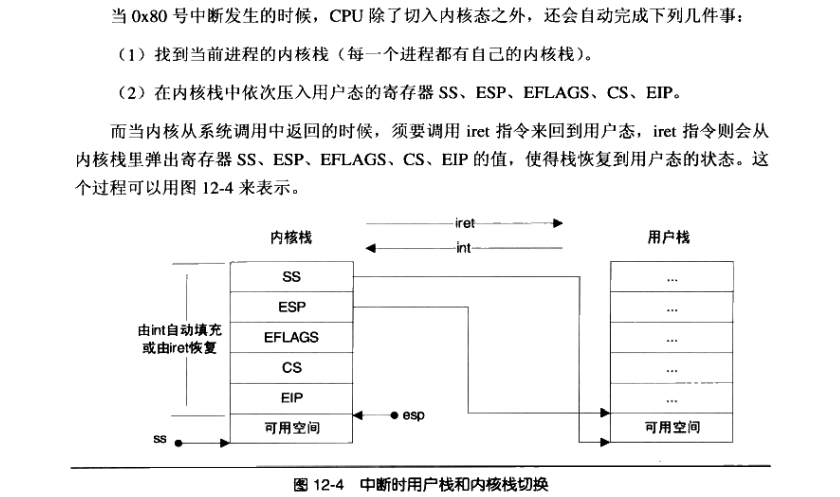 当 0x80 号中断发生的时候，CPU 除了切入内核态之外，还会自动完成下列几件事：
（1）找到当前进程的内核栈（每一个进程都有自己的内核栈）。
（2）在内核栈中依次压入用户态的寄存器 SS、ESP、EFLAGS、CS、EIP。
而当内核从系统调用中返回的时候，须要调用 iret 指令来回到用户态，iret 指令则会从
内核栈里弹出寄存器 SS、ESP、EFLAGS、CS、EIP 的值，使得栈恢复到用户态的状态。这
个过程可以用图 12-4 来表示。
iret
内核栈
用户栈
int
SS
...
ESP
...
由int自动填充
或由iret恢复
EFLAGS
...
CS
...
EIP
...
esp
可用空间
可用空间
ss
图 12-4 中断时用户栈和内核栈切换